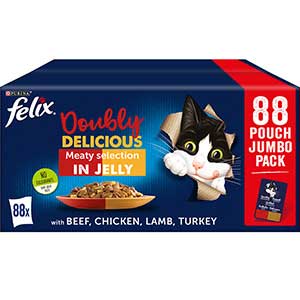 PURINA
felix
Doubly
DELICIOUS
Meaty selection
IN JELLY
NO
88x
with BEEF, CHICKEN, LAMB, TURKEY
88
POUCH
JUMBO
PACK